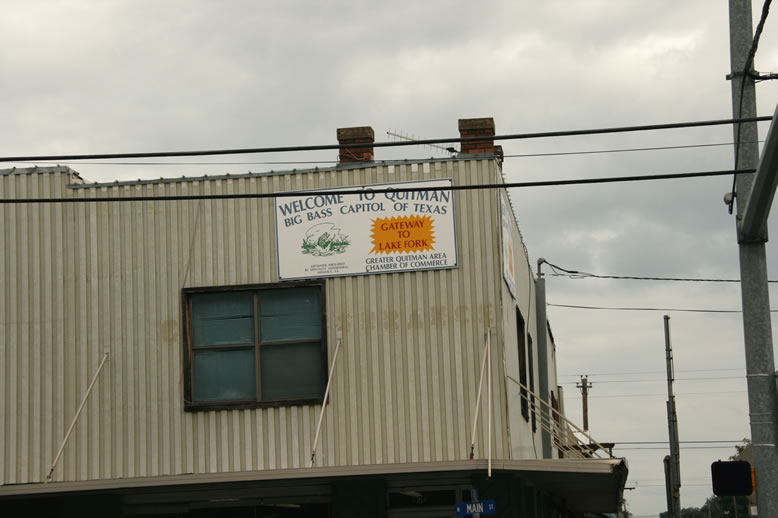 WELCOME TO QUITMAN
BIG BASS CAPITOL OF TEXAS
GATEWAY
TO
LAKE FORK
GREATER QUITMAN AREA
CHAMBER OF COMMERCE
MAIN ST